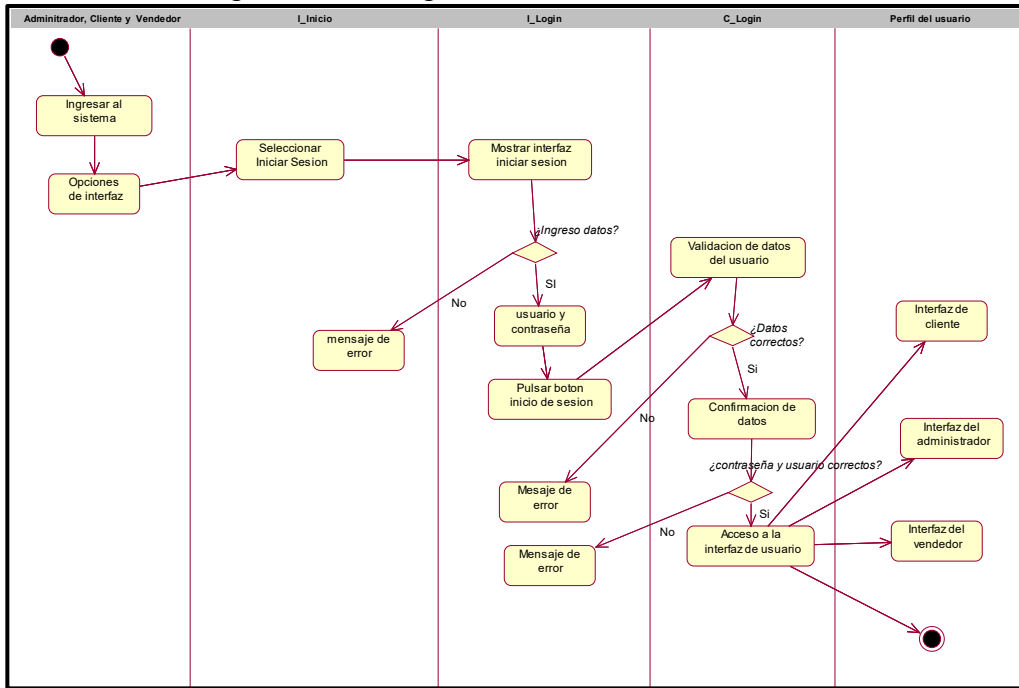 Adminitrador, Cliente y Vendedor
I_Inicio
I_Login
C_Login
Perfil del usuario
Ingresar al
sistema
Opciones
de interfaz
Seleccionar
Iniciar Sesion
Mostrar interfaz
iniciar sesion
¿Ingreso datos?
No
SI
mensaje de
error
usuario y
contraseña
Pulsar boton
inicio de sesion
Validacion de datos
del usuario
¿Datos
correctos?
No
Si
Mesaje de
error
Confirmacion de
datos
¿contraseña y usuario correctos?
No
Si
Mensaje de
error
Acceso a la
interfaz de usuario
Interfaz de
cliente
Interfaz del
administrador
Interfaz del
vendedor